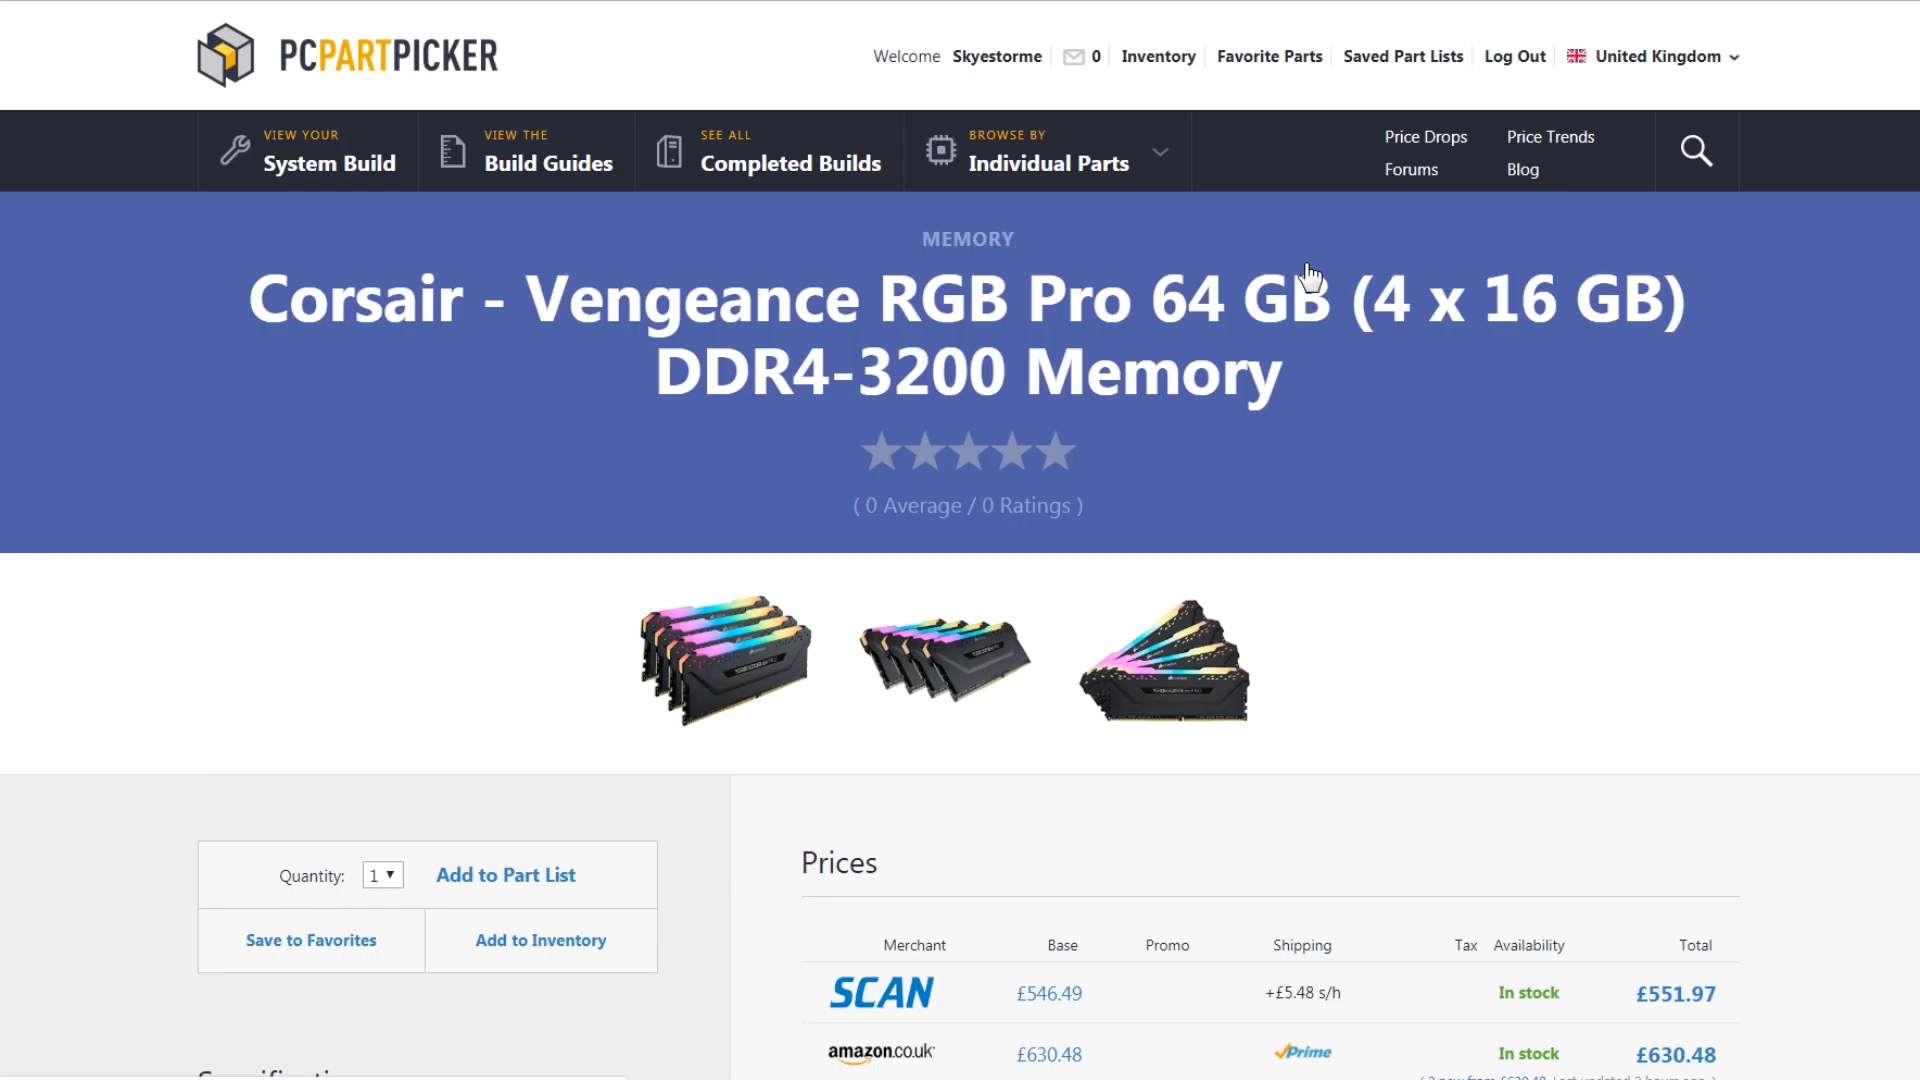 PCPARTPICKER
Welcome Skyestorme 0 Inventory Favorite Parts Saved Part Lists Log Out United Kingdom
VIEW YOUR
System Build
VIEW THE
Build Guides
SEE ALL
Completed Builds
BROWSE BY
Individual Parts
Price Drops Price Trends
Forums Blog
MEMORY
Corsair - Vengeance RGB Pro 64 GB (4 x 16 GB)
DDR4-3200 Memory
( 0 Average / 0 Ratings )
Quantity: 1 Add to Part List
Save to Favorites Add to Inventory
Prices
Merchant Base Promo Shipping Tax Availability Total
SCAN £546.49 +£5.48 s/h In stock £551.97
amazon.co.uk £630.48 Prime In stock £630.48